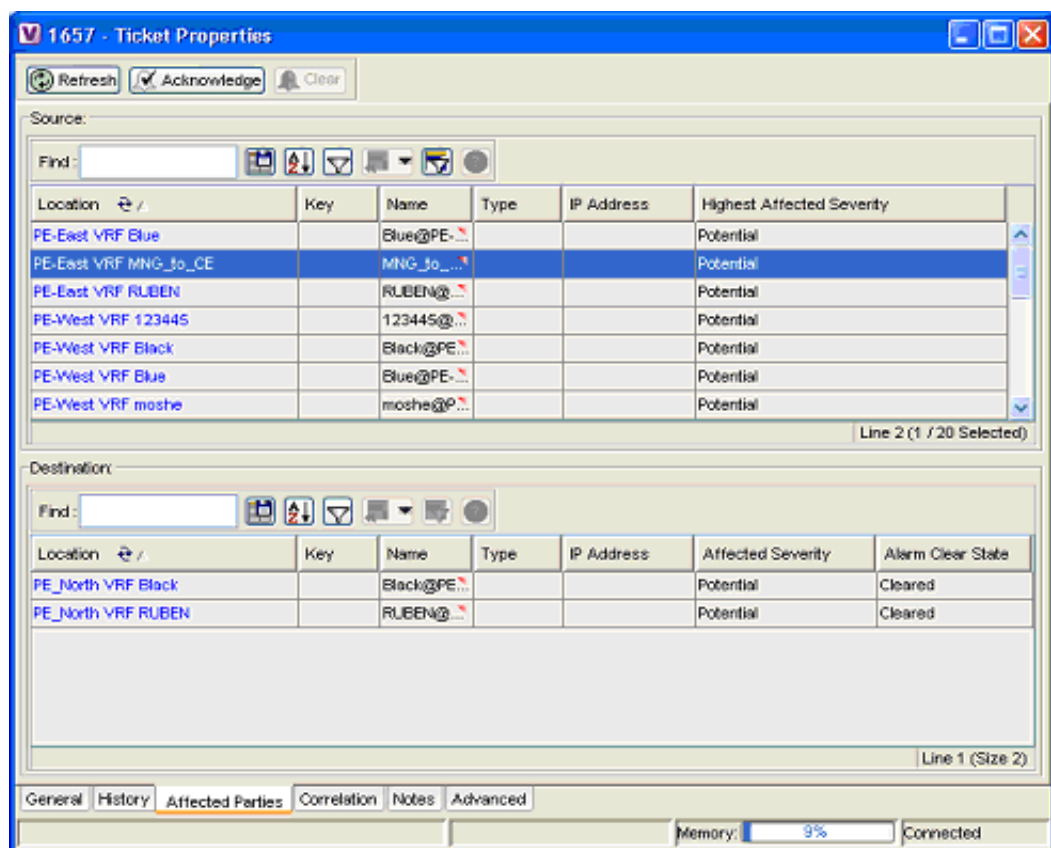 1657 - Ticket Properties
Refresh Acknowledge Clear
Source:
Find:
Location Key Name Type IP Address Highest Affected Severity
PE-East VRF Blue Blue@PE-... Potential
PE-East VRF MNG_to_CE MNG_to_... Potential
PE-East VRF RUBEN RUBEN@... Potential
PE-West VRF 123445 123445@... Potential
PE-West VRF Black Black@PE... Potential
PE-West VRF Blue Blue@PE-... Potential
PE-West VRF moshe moshe@P... Potential
Line 2 (1 / 20 Selected)
Destination:
Find:
Location Key Name Type IP Address Affected Severity Alarm Clear State
PE_North VRF Black Black@PE... Potential Cleared
PE_North VRF RUBEN RUBEN@... Potential Cleared
Line 1 (Size 2)
General History Affected Parties Correlation Notes Advanced
Memory: 9% Connected